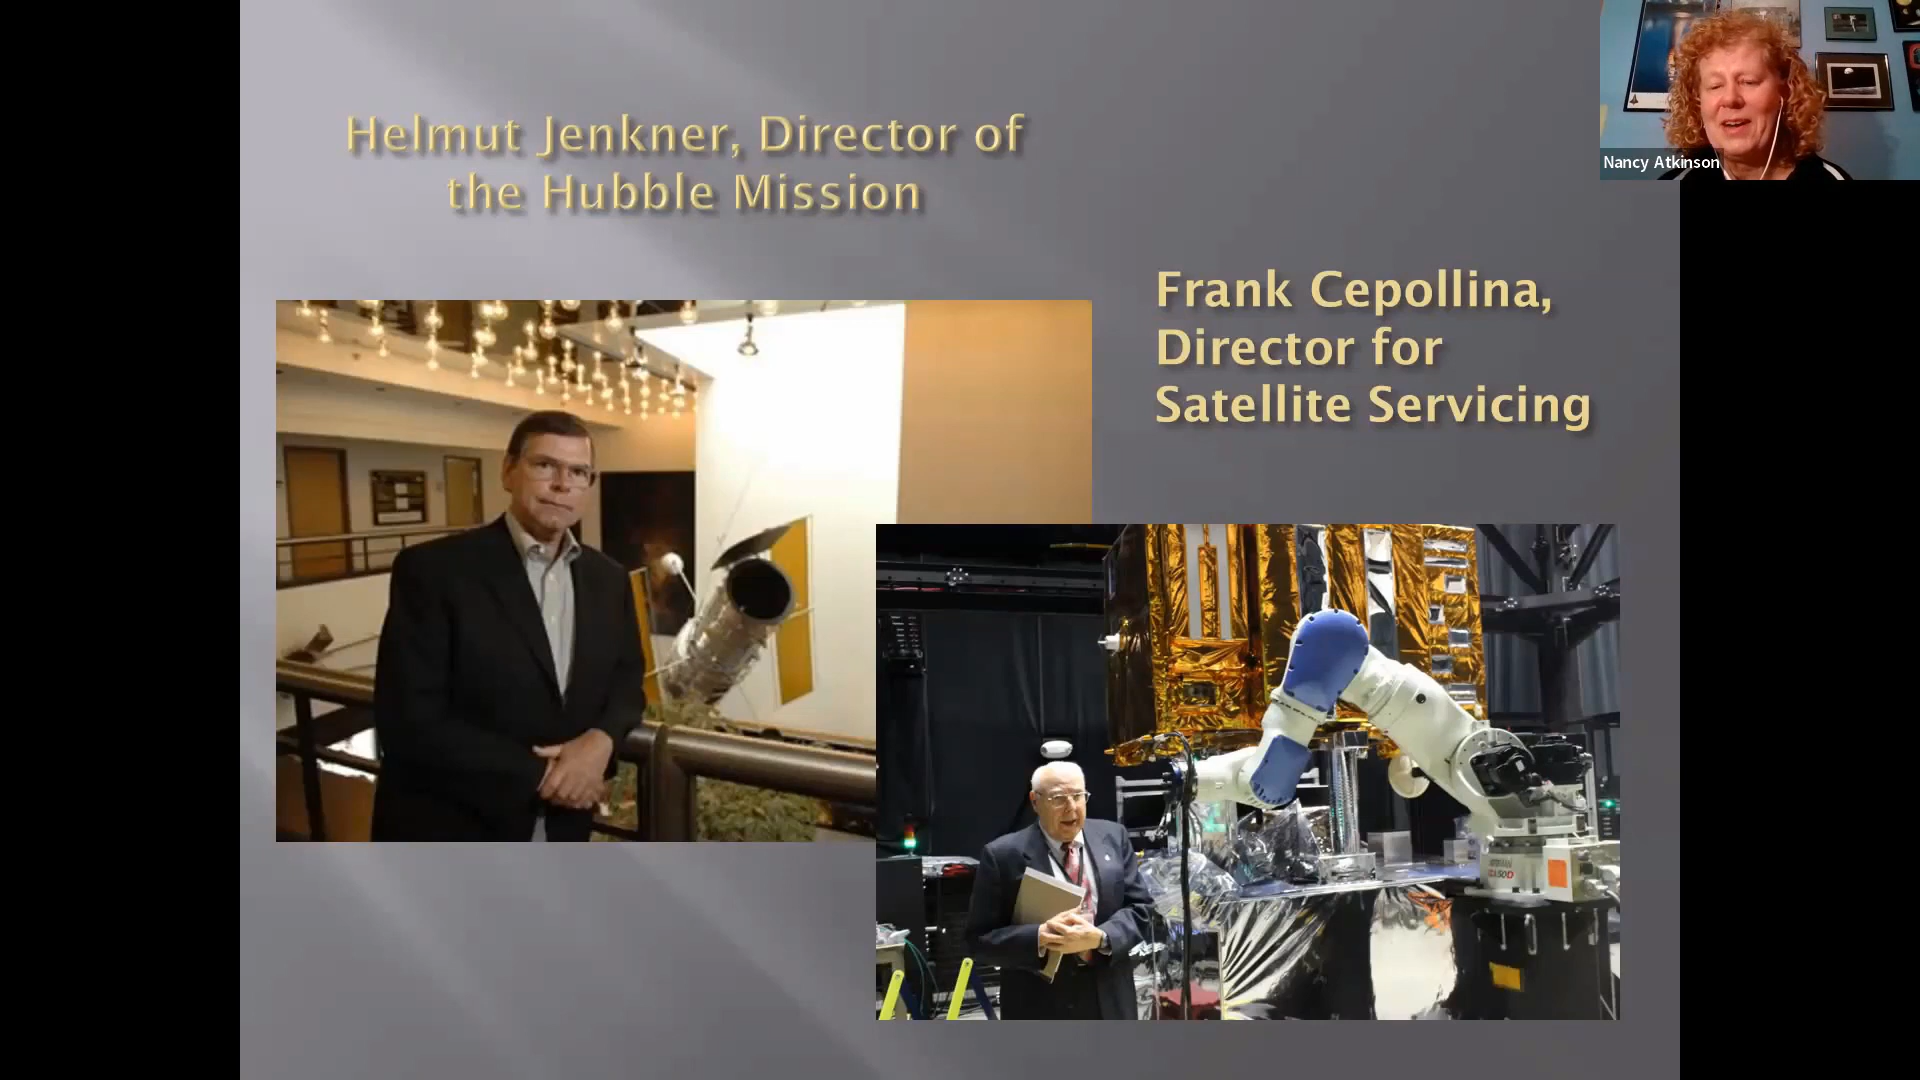 Helmut Jenkner, Director of
the Hubble Mission
Nancy Atkinson
Frank Cepollina,
Director for
Satellite Servicing